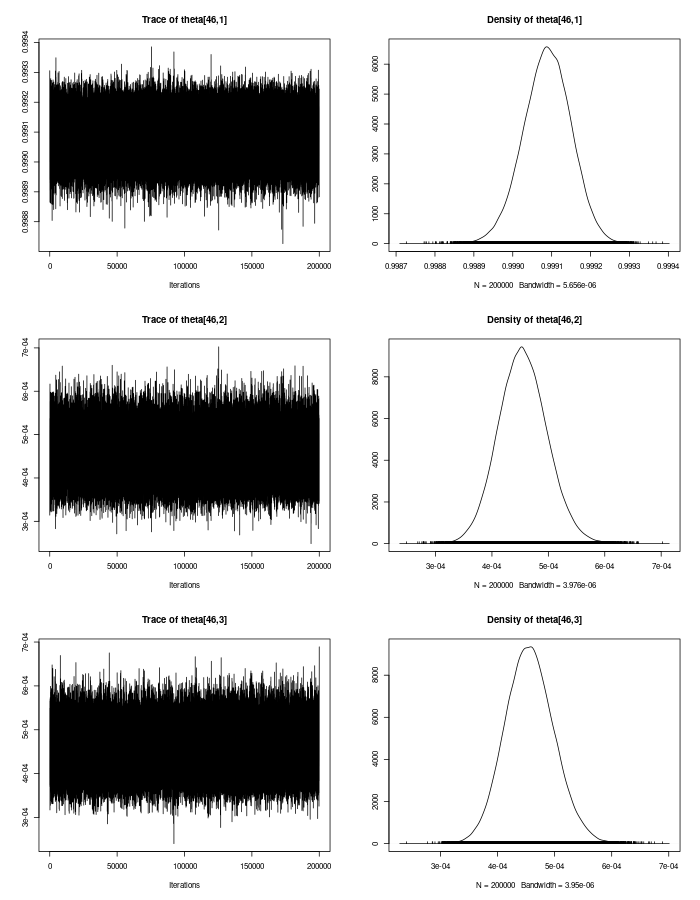 Trace of theta[46,1]
0.9988 0.9989 0.9990 0.9991 0.9992 0.9993 0.9994
0 50000 100000 150000 200000
Iterations
Density of theta[46,1]
0 1000 2000 3000 4000 5000 6000
0.9987 0.9988 0.9989 0.9990 0.9991 0.9992 0.9993 0.9994
N = 200000 Bandwidth = 5.656e-06
Trace of theta[46,2]
3e-04 4e-04 5e-04 6e-04 7e-04
0 50000 100000 150000 200000
Iterations
Density of theta[46,2]
0 2000 4000 6000 8000
3e-04 4e-04 5e-04 6e-04 7e-04
N = 200000 Bandwidth = 3.976e-06
Trace of theta[46,3]
3e-04 4e-04 5e-04 6e-04 7e-04
0 50000 100000 150000 200000
Iterations
Density of theta[46,3]
0 2000 4000 6000 8000
3e-04 4e-04 5e-04 6e-04 7e-04
N = 200000 Bandwidth = 3.95e-06